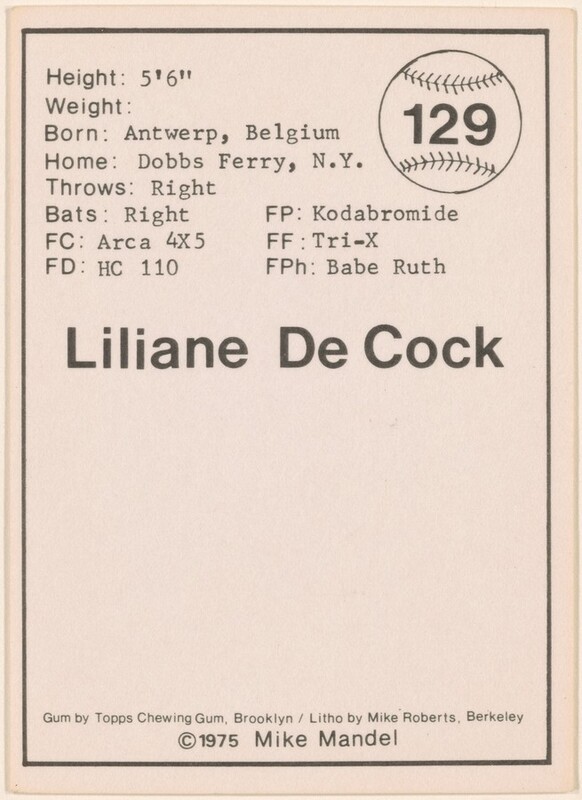 Height: 5'6"
Weight:
129
Born: Antwerp, Belgium
Home: Dobbs Ferry, N.Y.
Throws: Right
Bats: Right FP: Kodabromide
FC: Arca 4X5 FF: Tri-X
FD: HC 110 FPh: Babe Ruth
Liliane De Cock
Gum by Topps Chewing Gum, Brooklyn / Litho by Mike Roberts, Berkeley
©1975 Mike Mandel